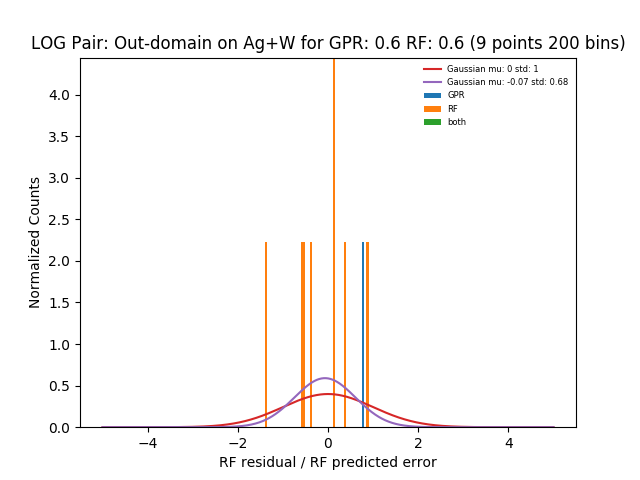 LOG Pair: Out-domain on Ag+W for GPR: 0.6 RF: 0.6 (9 points 200 bins)
Gaussian mu: 0 std: 1
Gaussian mu: -0.07 std: 0.68
GPR
RF
both
Normalized Counts
4.0
3.5
3.0
2.5
2.0
1.5
1.0
0.5
0.0
−4
−2
0
2
4
RF residual / RF predicted error